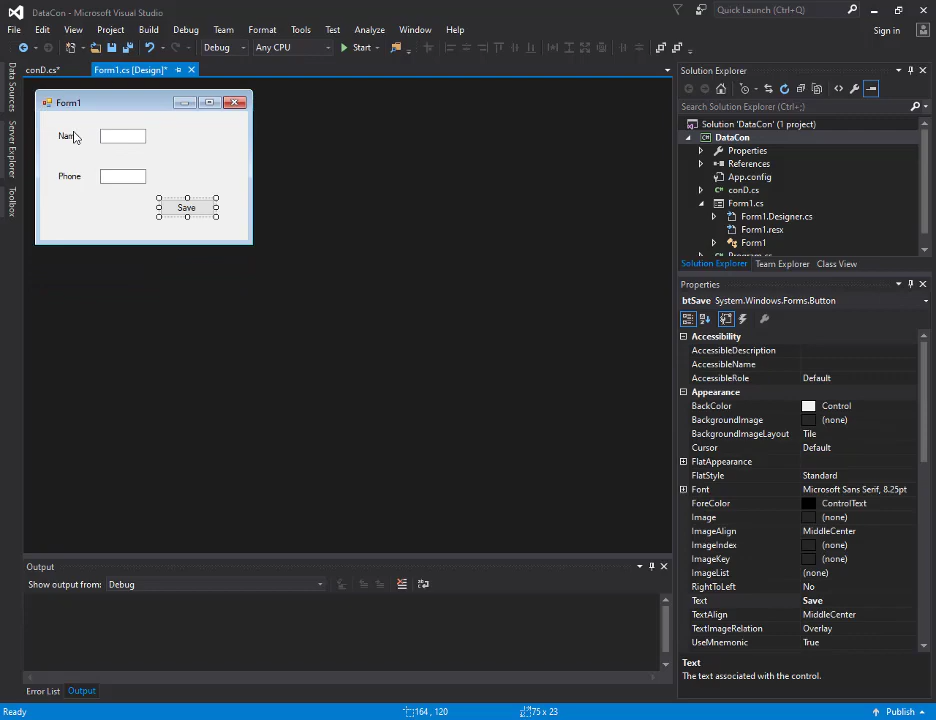 DataCon - Microsoft Visual Studio
Quick Launch (Ctrl+Q)
File Edit View Project Build Debug Team Format Tools Test Analyze Window Help
Sign in
Debug Any CPU Start
conD.cs* Form1.cs [Design]*
Data Sources
Server Explorer
Toolbox
Form1
Name
Phone
Save
Solution Explorer
Search Solution Explorer (Ctrl+;)
Solution 'DataCon' (1 project)
DataCon
Properties
References
App.config
conD.cs
Form1.cs
Form1.Designer.cs
Form1.resx
Form1
Program.cs
Solution Explorer Team Explorer Class View
Properties
btSave System.Windows.Forms.Button
Accessibility
AccessibleDescription
AccessibleName
AccessibleRole Default
Appearance
BackColor Control
BackgroundImage (none)
BackgroundImageLayout Tile
Cursor Default
FlatAppearance
FlatStyle Standard
Font Microsoft Sans Serif, 8.25pt
ForeColor ControlText
Image (none)
ImageAlign MiddleCenter
ImageIndex (none)
ImageKey (none)
ImageList (none)
RightToLeft No
Text Save
TextAlign MiddleCenter
TextImageRelation Overlay
UseMnemonic True
Text
The text associated with the control.
Output
Show output from: Debug
Error List Output
Ready 164 , 120 75 x 23 Publish